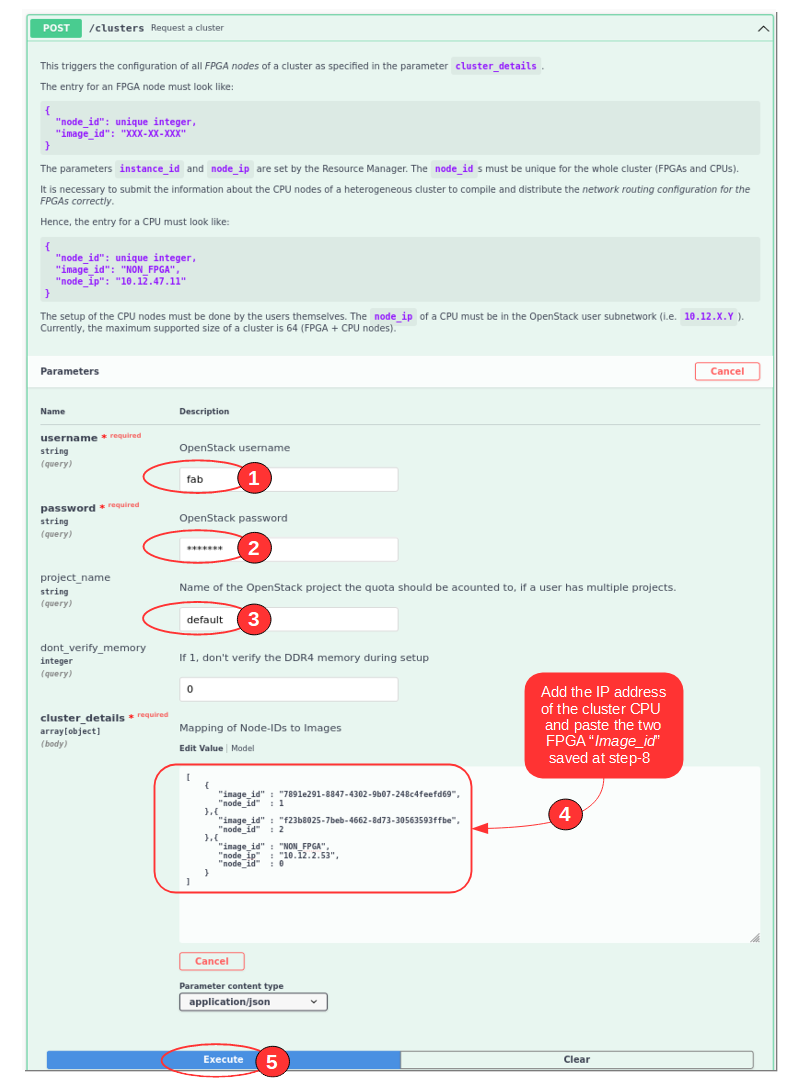 POST /clusters Request a cluster
This triggers the configuration of all FPGA nodes of a cluster as specified in the parameter cluster_details .
The entry for an FPGA node must look like:
{
"node_id": unique integer,
"image_id": "XXX-XX-XXX"
}
The parameters instance_id and node_ip are set by the Resource Manager. The node_id s must be unique for the whole cluster (FPGAs and CPUs).
It is necessary to submit the information about the CPU nodes of a heterogeneous cluster to compile and distribute the network routing configuration for the
FPGAs correctly.
Hence, the entry for a CPU must look like:
{
"node_id": unique integer,
"image_id": "NON_FPGA",
"node_ip": "10.12.47.11"
}
The setup of the CPU nodes must be done by the users themselves. The node_ip of a CPU must be in the OpenStack user subnetwork (i.e. 10.12.X.Y ).
Currently, the maximum supported size of a cluster is 64 (FPGA + CPU nodes).
Parameters
Cancel
Name Description
username * required
string
(query)
OpenStack username
fab
1
password * required
string
(query)
OpenStack password
*******
2
project_name
string
(query)
Name of the OpenStack project the quota should be acounted to, if a user has multiple projects.
default
3
dont_verify_memory
integer
(query)
If 1, don't verify the DDR4 memory during setup
0
cluster_details * required
array[object]
(body)
Mapping of Node-IDs to Images
Edit Value | Model
[
{
"image_id" : "7891e291-8847-4302-9b07-248c4feefd69",
"node_id" : 1
},{
"image_id" : "f23b8025-7beb-4662-8d73-30563593ffbe",
"node_id" : 2
},{
"image_id" : "NON_FPGA",
"node_ip" : "10.12.2.53",
"node_id" : 0
}
]
Add the IP address
of the cluster CPU
and paste the two
FPGA “Image_id”
saved at step-8
4
Cancel
Parameter content type
application/json
Execute
5
Clear